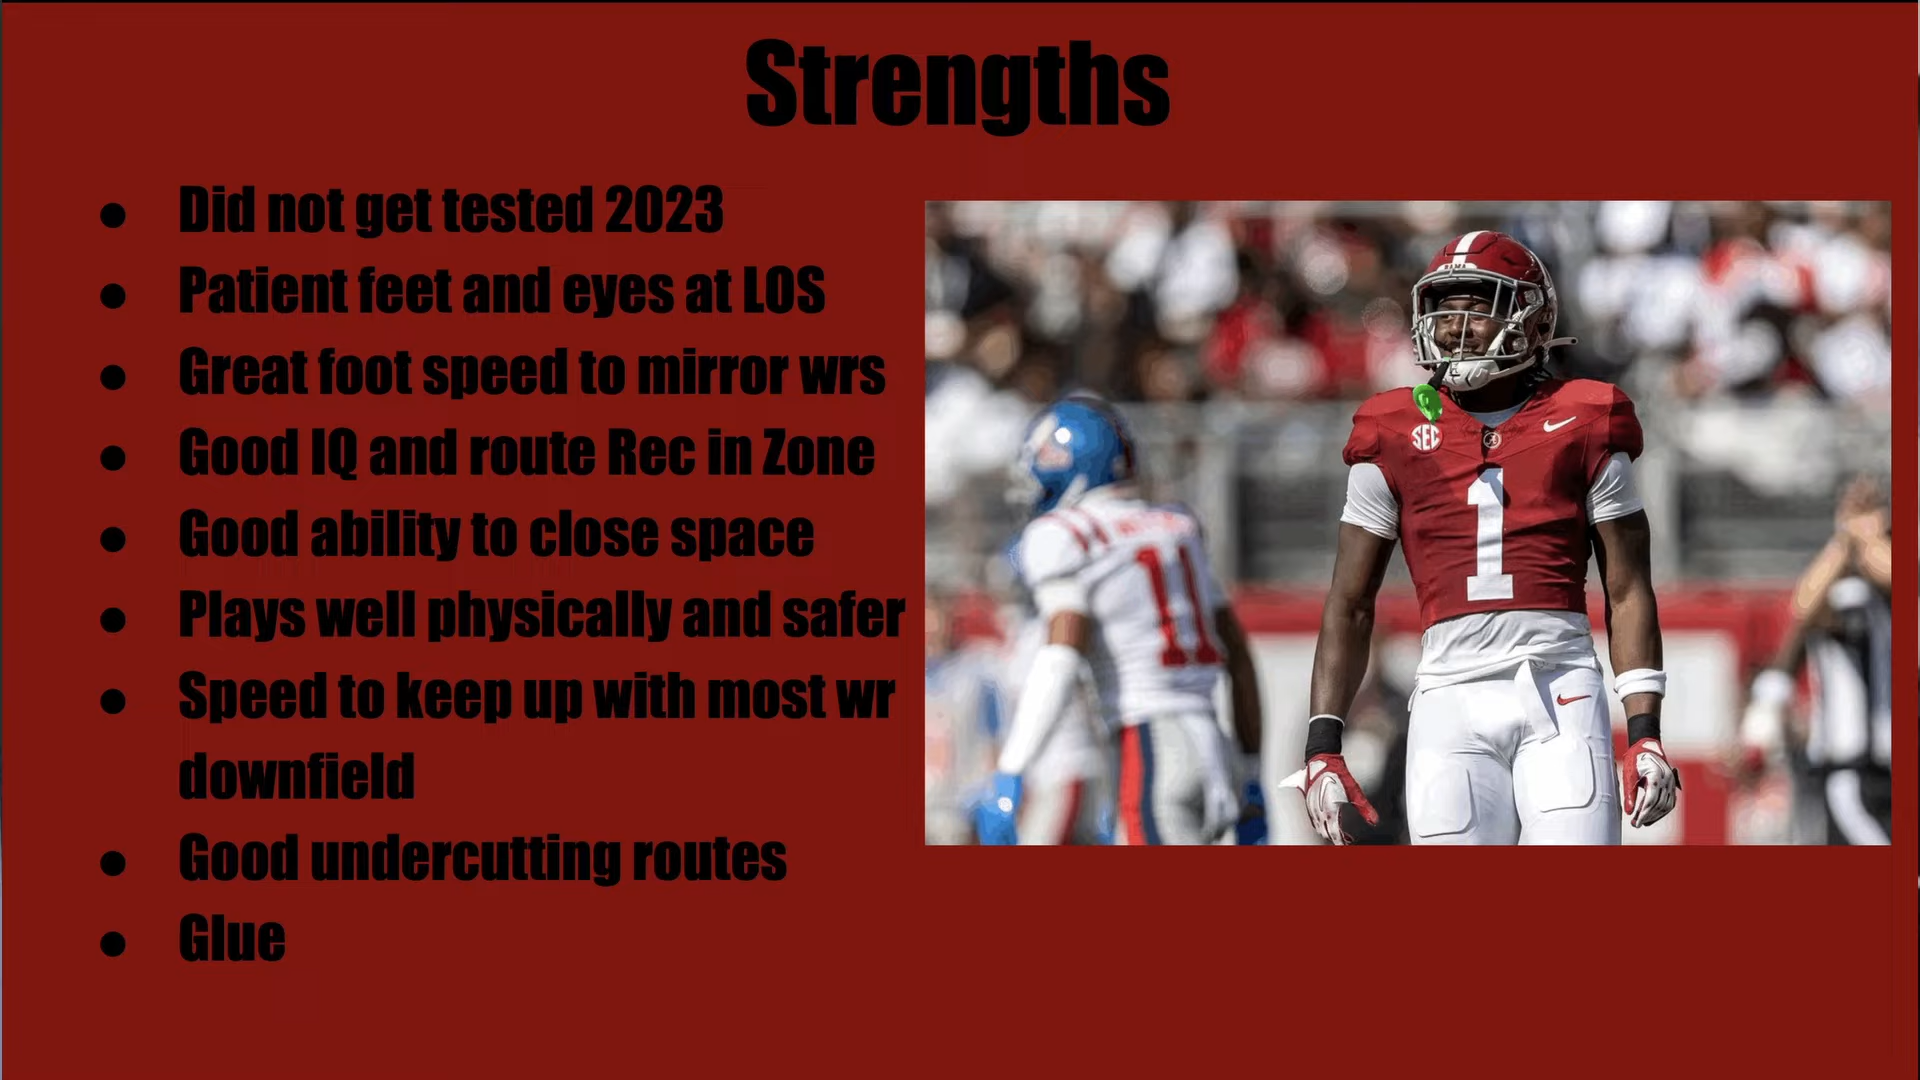 Strengths
● Did not get tested 2023
● Patient feet and eyes at LOS
● Great foot speed to mirror wrs
● Good IQ and route Rec in Zone
● Good ability to close space
● Plays well physically and safer
● Speed to keep up with most wr
downfield
● Good undercutting routes
● Glue
SEC
1
11